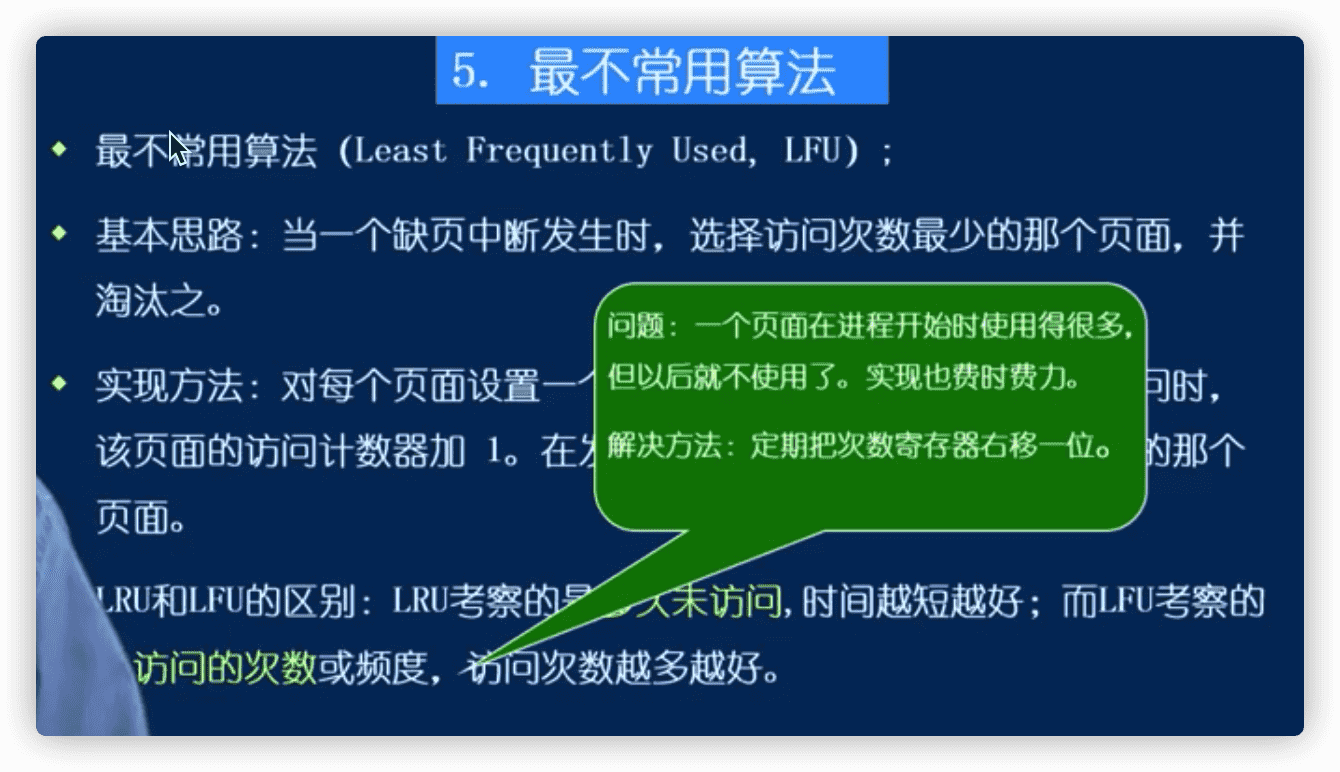 5. 最不常用算法
最不常用算法 (Least Frequently Used, LFU) ;
基本思路: 当一个缺页中断发生时, 选择访问次数最少的那个页面, 并
淘汰之。
实现方法: 对每个页面设置一个
问时,
该页面的访问计数器加 1。在发
的那个
页面。
问题: 一个页面在进程开始时使用得很多,
但以后就不使用了。实现也费时费力。
解决方法: 定期把次数寄存器右移一位。
LRU和LFU的区别: LRU考察的是
久未访问, 时间越短越好; 而LFU考察的
访问的次数或频度, 访问次数越多越好。